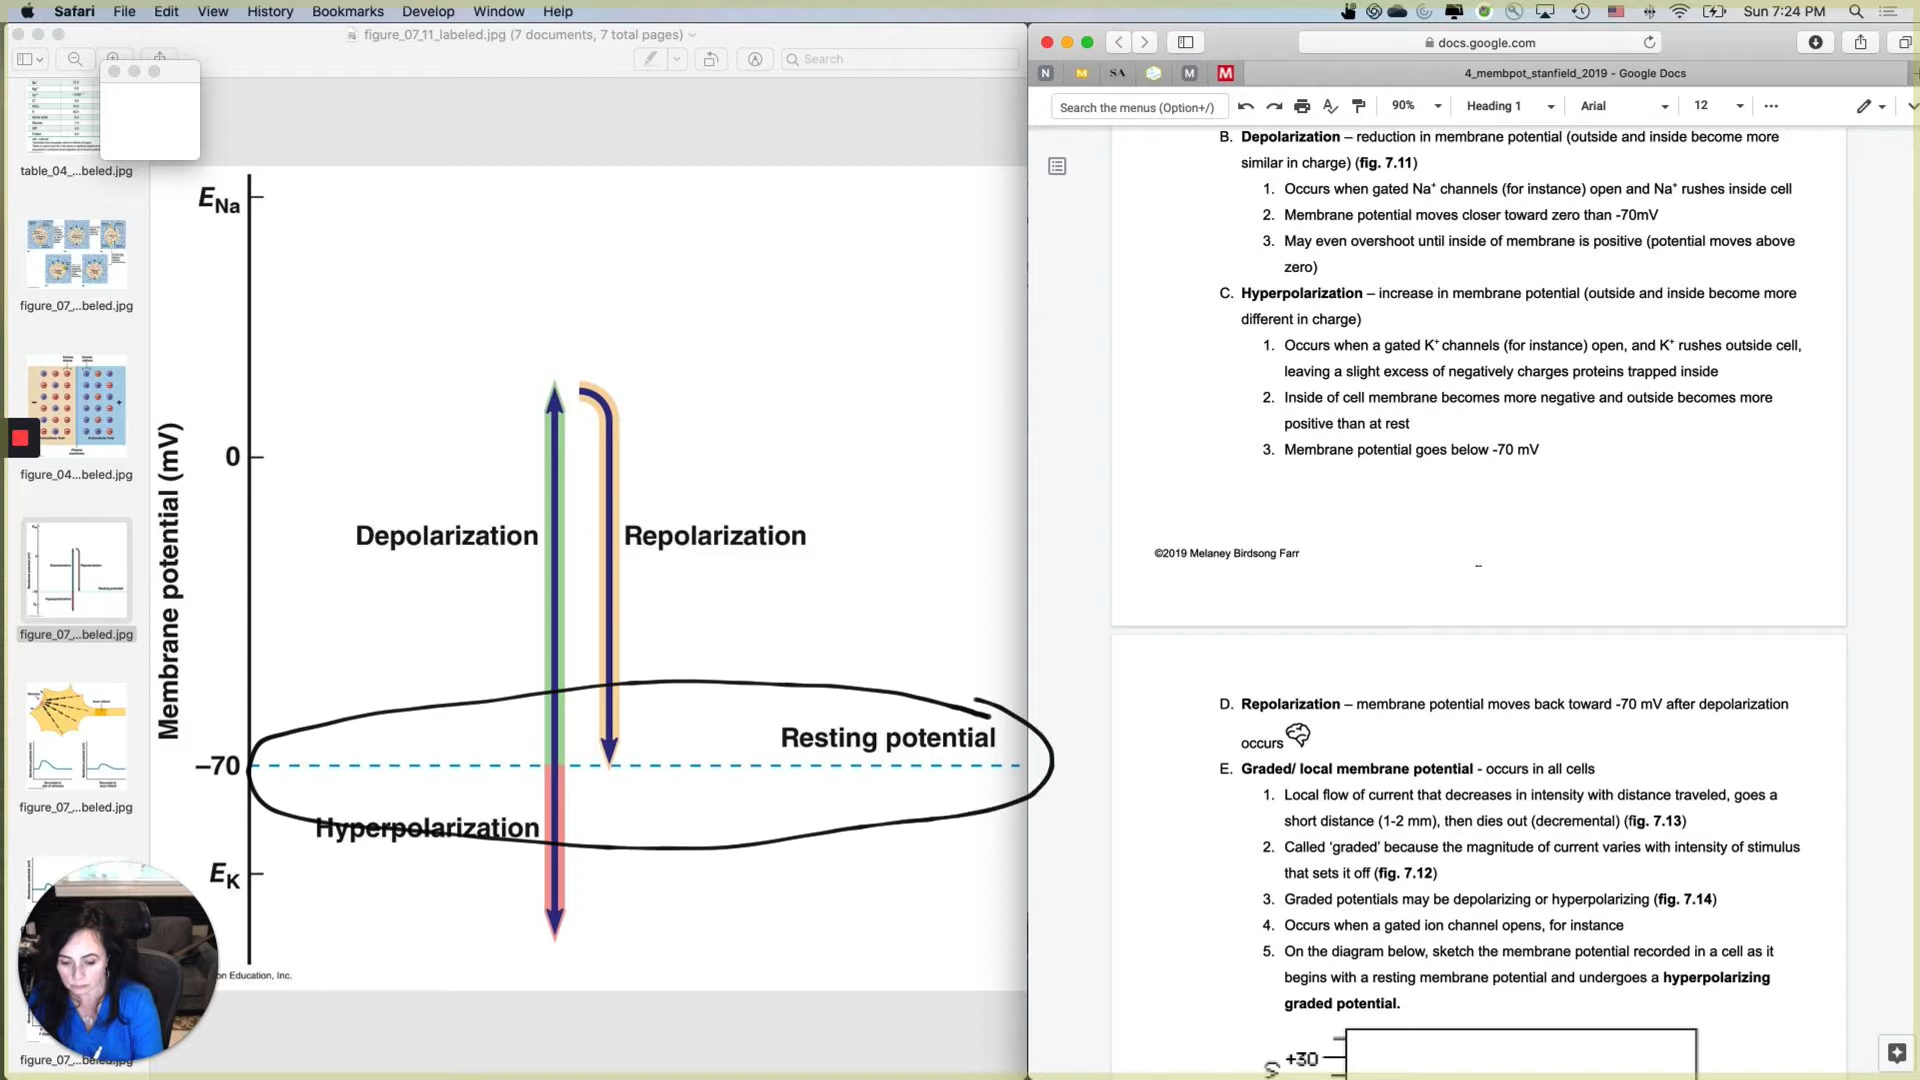 Safari File Edit View History Bookmarks Develop Window Help
Sun 7:24 PM
figure_07_11_labeled.jpg (7 documents, 7 total pages)
Search
table_04_...beled.jpg
figure_07_...beled.jpg
figure_04...beled.jpg
figure_07_...beled.jpg
figure_07_...beled.jpg
figure_07_...beled.jpg
ENa
0
–70
EK
Membrane potential (mV)
Depolarization
Repolarization
Resting potential
Hyperpolarization
on Education, Inc.
docs.google.com
N M SA M M
4_membpot_stanfield_2019 - Google Docs
Search the menus (Option+/)
90% Heading 1 Arial 12
B. Depolarization – reduction in membrane potential (outside and inside become more
similar in charge) (fig. 7.11)
1. Occurs when gated Na+ channels (for instance) open and Na+ rushes inside cell
2. Membrane potential moves closer toward zero than -70mV
3. May even overshoot until inside of membrane is positive (potential moves above
zero)
C. Hyperpolarization – increase in membrane potential (outside and inside become more
different in charge)
1. Occurs when a gated K+ channels (for instance) open, and K+ rushes outside cell,
leaving a slight excess of negatively charges proteins trapped inside
2. Inside of cell membrane becomes more negative and outside becomes more
positive than at rest
3. Membrane potential goes below -70 mV
©2019 Melaney Birdsong Farr
D. Repolarization – membrane potential moves back toward -70 mV after depolarization
occurs
E. Graded/ local membrane potential - occurs in all cells
1. Local flow of current that decreases in intensity with distance traveled, goes a
short distance (1-2 mm), then dies out (decremental) (fig. 7.13)
2. Called 'graded' because the magnitude of current varies with intensity of stimulus
that sets it off (fig. 7.12)
3. Graded potentials may be depolarizing or hyperpolarizing (fig. 7.14)
4. Occurs when a gated ion channel opens, for instance
5. On the diagram below, sketch the membrane potential recorded in a cell as it
begins with a resting membrane potential and undergoes a hyperpolarizing
graded potential.
+30